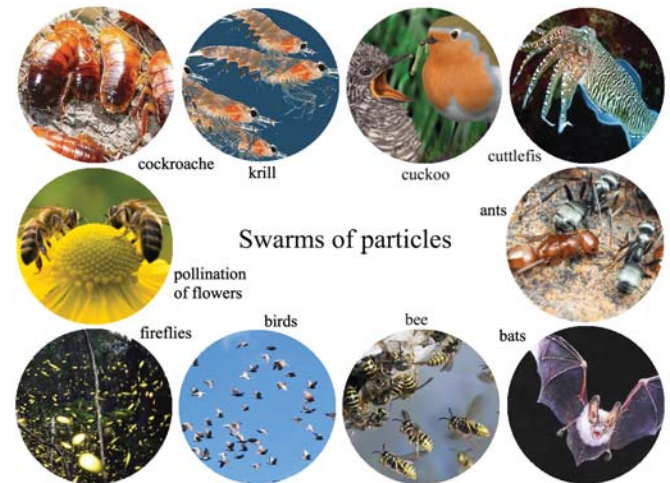 cockroache
krill
cuckoo
cuttlefis
ants
Swarms of particles
pollination
of flowers
fireflies
birds
bee
bats